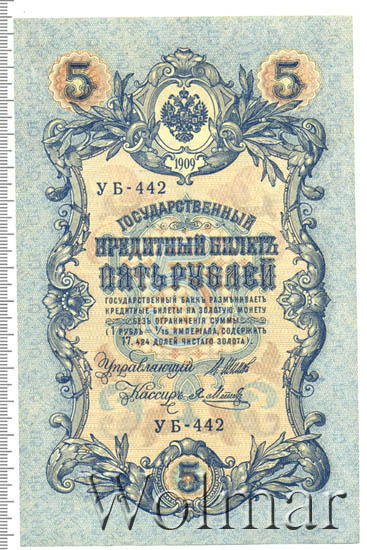 5 5
1909
УБ-442
ГОСУДАРСТВЕННЫЙ
КРЕДИТНЫЙ БИЛЕТЪ
ПЯТЬ РУБЛЕЙ
ГОСУДАРСТВЕННЫЙ БАНКЪ РАЗМѢНИВАЕТЪ
КРЕДИТНЫЕ БИЛЕТЫ НА ЗОЛОТУЮ МОНЕТУ
БЕЗЪ ОГРАНИЧЕНІЯ СУММЫ
(1 РУБЛЬ = 1/15 ИМПЕРІАЛА, СОДЕРЖИТЪ
17,424 ДОЛЕЙ ЧИСТАГО ЗОЛОТА).
Управляющій
Кассиръ
УБ-442
5
Wolmar